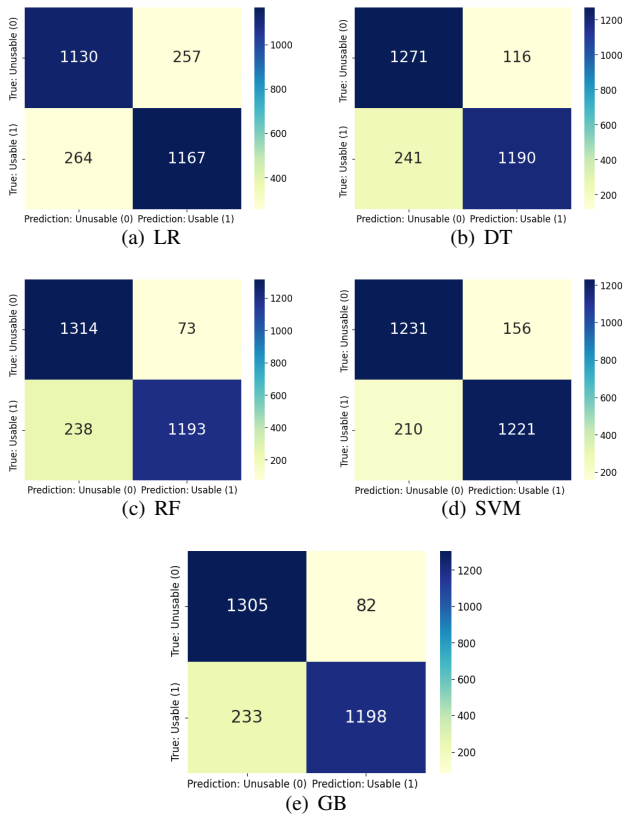 True: Unusable (0)
1130
257
True: Usable (1)
264
1167
Prediction: Unusable (0) Prediction: Usable (1)
1000
800
600
400
(a) LR
True: Unusable (0)
1271
116
True: Usable (1)
241
1190
Prediction: Unusable (0) Prediction: Usable (1)
1200
1000
800
600
400
200
(b) DT
True: Unusable (0)
1314
73
True: Usable (1)
238
1193
Prediction: Unusable (0) Prediction: Usable (1)
1200
1000
800
600
400
200
(c) RF
True: Unusable (0)
1231
156
True: Usable (1)
210
1221
Prediction: Unusable (0) Prediction: Usable (1)
1200
1000
800
600
400
200
(d) SVM
True: Unusable (0)
1305
82
True: Usable (1)
233
1198
Prediction: Unusable (0) Prediction: Usable (1)
1200
1000
800
600
400
200
(e) GB